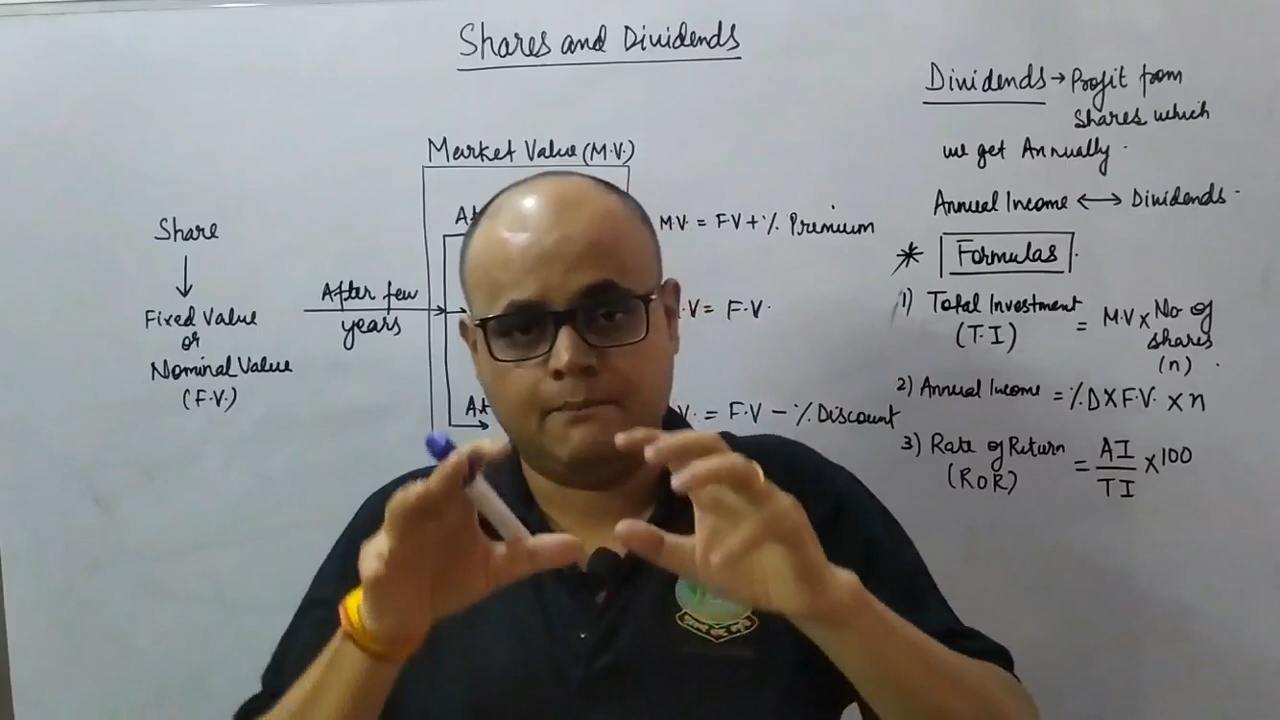 Shares and Dividends
Market Value (M.V.)
Share
Fixed Value
or
Nominal Value
(F.V.)
After few
years
At
At
M.V. = F.V + % Premium
.V = F.V.
V. = F.V - % Discount
Dividends → Profit from
Shares which
we get Annually.
Annual Income ⟷ Dividends.
* Formulas.
1) Total Investment = M.V × No of
(T.I) shares
(n).
2) Annual Income = % D X F.V. × n
3) Rate of Return = AI/TI × 100
(ROR)